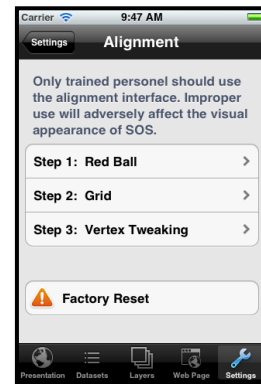 Carrier 9:47 AM
Settings Alignment
Only trained personel should use
the alignment interface. Improper
use will adversely affect the visual
appearance of SOS.
Step 1: Red Ball
Step 2: Grid
Step 3: Vertex Tweaking
Factory Reset
Presentation Datasets Layers Web Page Settings